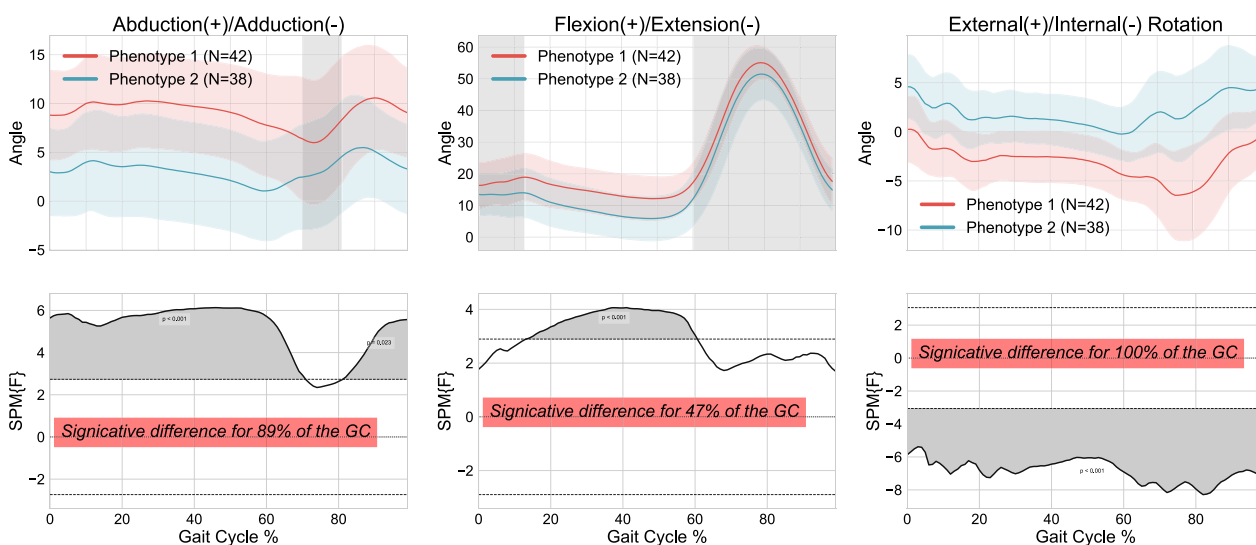 Abduction(+)/Adduction(-)
15
10
5
0
−5
Angle
Phenotype 1 (N=42)
Phenotype 2 (N=38)
Flexion(+)/Extension(-)
60
50
40
30
20
10
0
Angle
Phenotype 1 (N=42)
Phenotype 2 (N=38)
External(+)/Internal(-) Rotation
5
0
−5
−10
Angle
Phenotype 1 (N=42)
Phenotype 2 (N=38)
6
4
2
0
−2
SPM{F}
p < 0.001
p = 0.023
Signicative difference for 89% of the GC
0
20
40
60
80
Gait Cycle %
4
2
0
−2
SPM{F}
p < 0.001
Signicative difference for 47% of the GC
0
20
40
60
80
Gait Cycle %
2
0
−2
−4
−6
−8
SPM{F}
Signicative difference for 100% of the GC
p < 0.001
0
20
40
60
80
Gait Cycle %